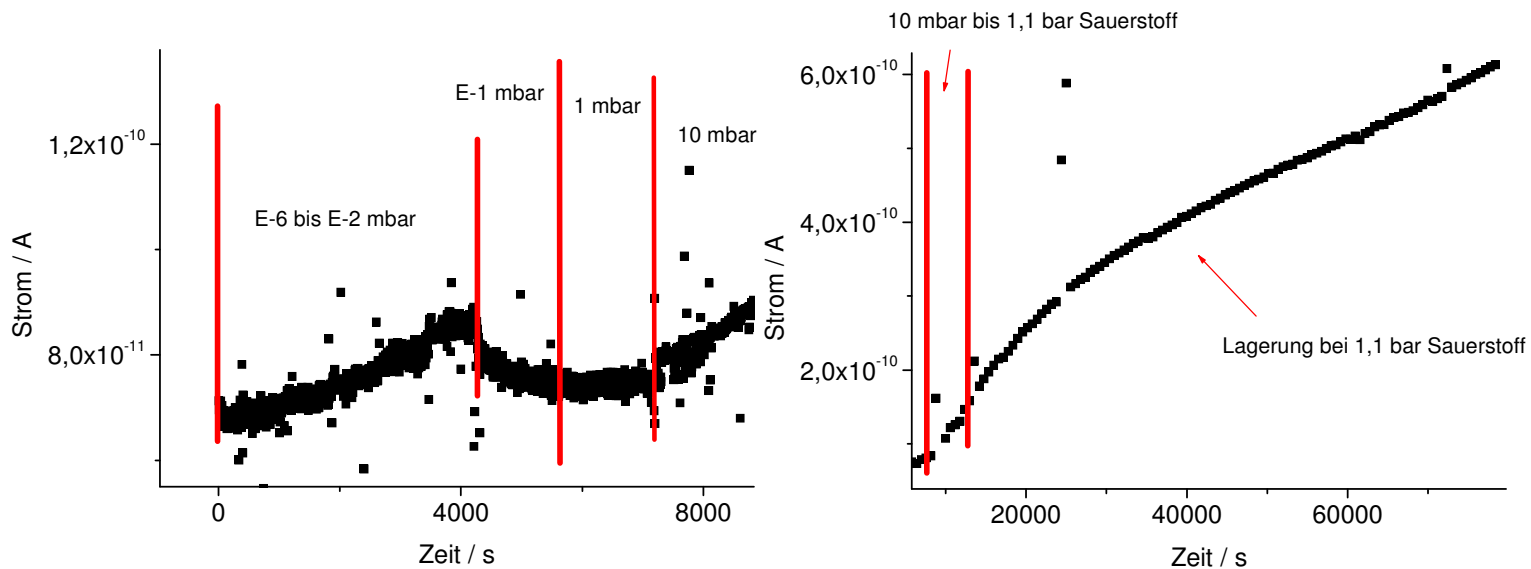 E-1 mbar
1 mbar
10 mbar
E-6 bis E-2 mbar
1,2x10⁻¹⁰
8,0x10⁻¹¹
Strom / A
0
4000
8000
Zeit / s
10 mbar bis 1,1 bar Sauerstoff
6,0x10⁻¹⁰
4,0x10⁻¹⁰
2,0x10⁻¹⁰
Strom / A
Lagerung bei 1,1 bar Sauerstoff
20000
40000
60000
Zeit / s